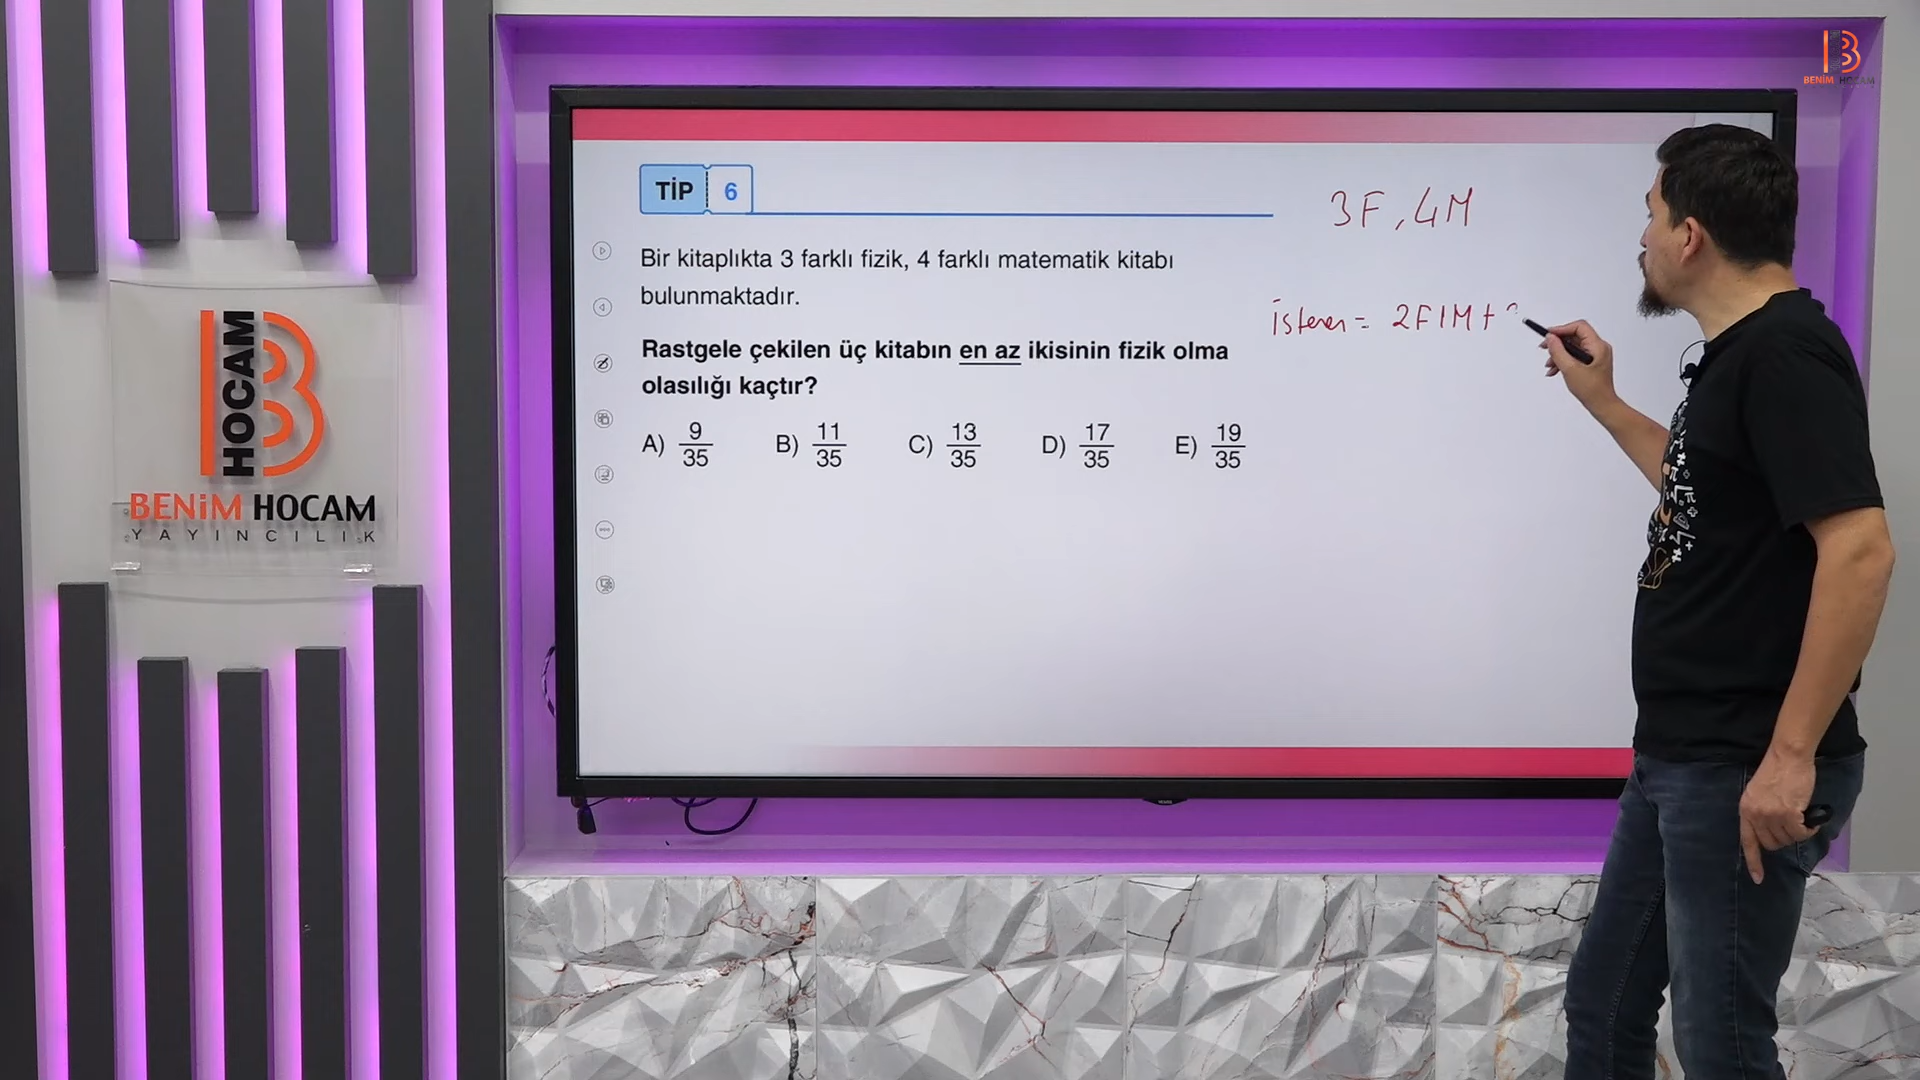 BENİM HOCAM
TİP 6
3F, 4M
Bir kitaplıkta 3 farklı fizik, 4 farklı matematik kitabı
bulunmaktadır.
İstenen = 2F1M +
Rastgele çekilen üç kitabın en az ikisinin fizik olma
olasılığı kaçtır?
A) 9/35 B) 11/35 C) 13/35 D) 17/35 E) 19/35
HOCAM
BENİM HOCAM
YAYINCILIK